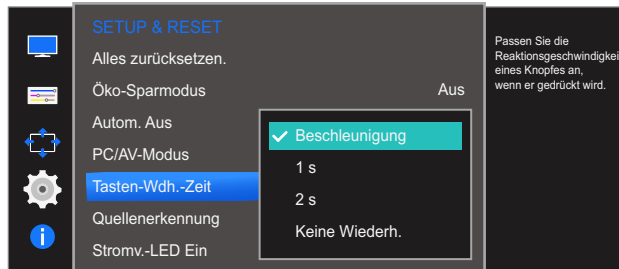 SETUP & RESET
Alles zurücksetzen.
Öko-Sparmodus Aus
Autom. Aus
PC/AV-Modus
Tasten-Wdh.-Zeit
Quellenerkennung
Stromv.-LED Ein
Beschleunigung
1 s
2 s
Keine Wiederh.
Passen Sie die
Reaktionsgeschwindigkei
eines Knopfes an,
wenn er gedrückt wird.